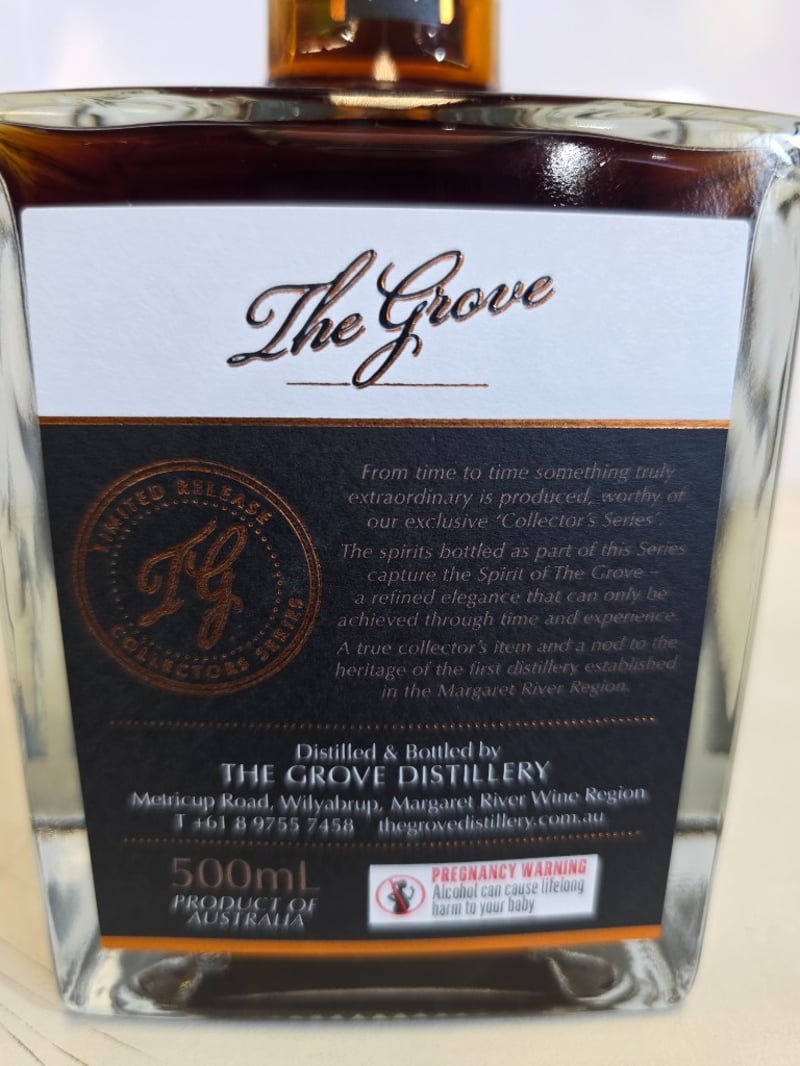 The Grove
LIMITED RELEASE
TG
COLLECTORS SERIES
From time to time something truly
extraordinary is produced, worthy of
our exclusive 'Collector's Series'.
The spirits bottled as part of this Series
capture the Spirit of The Grove –
a refined elegance that can only be
achieved through time and experience.
A true collector's item and a nod to the
heritage of the first distillery established
in the Margaret River Region.
Distilled & Bottled by
THE GROVE DISTILLERY
Metricup Road, Wilyabrup, Margaret River Wine Region
T +61 8 9755 7458 thegrovedistillery.com.au
500mL
PRODUCT OF
AUSTRALIA
PREGNANCY WARNING
Alcohol can cause lifelong
harm to your baby